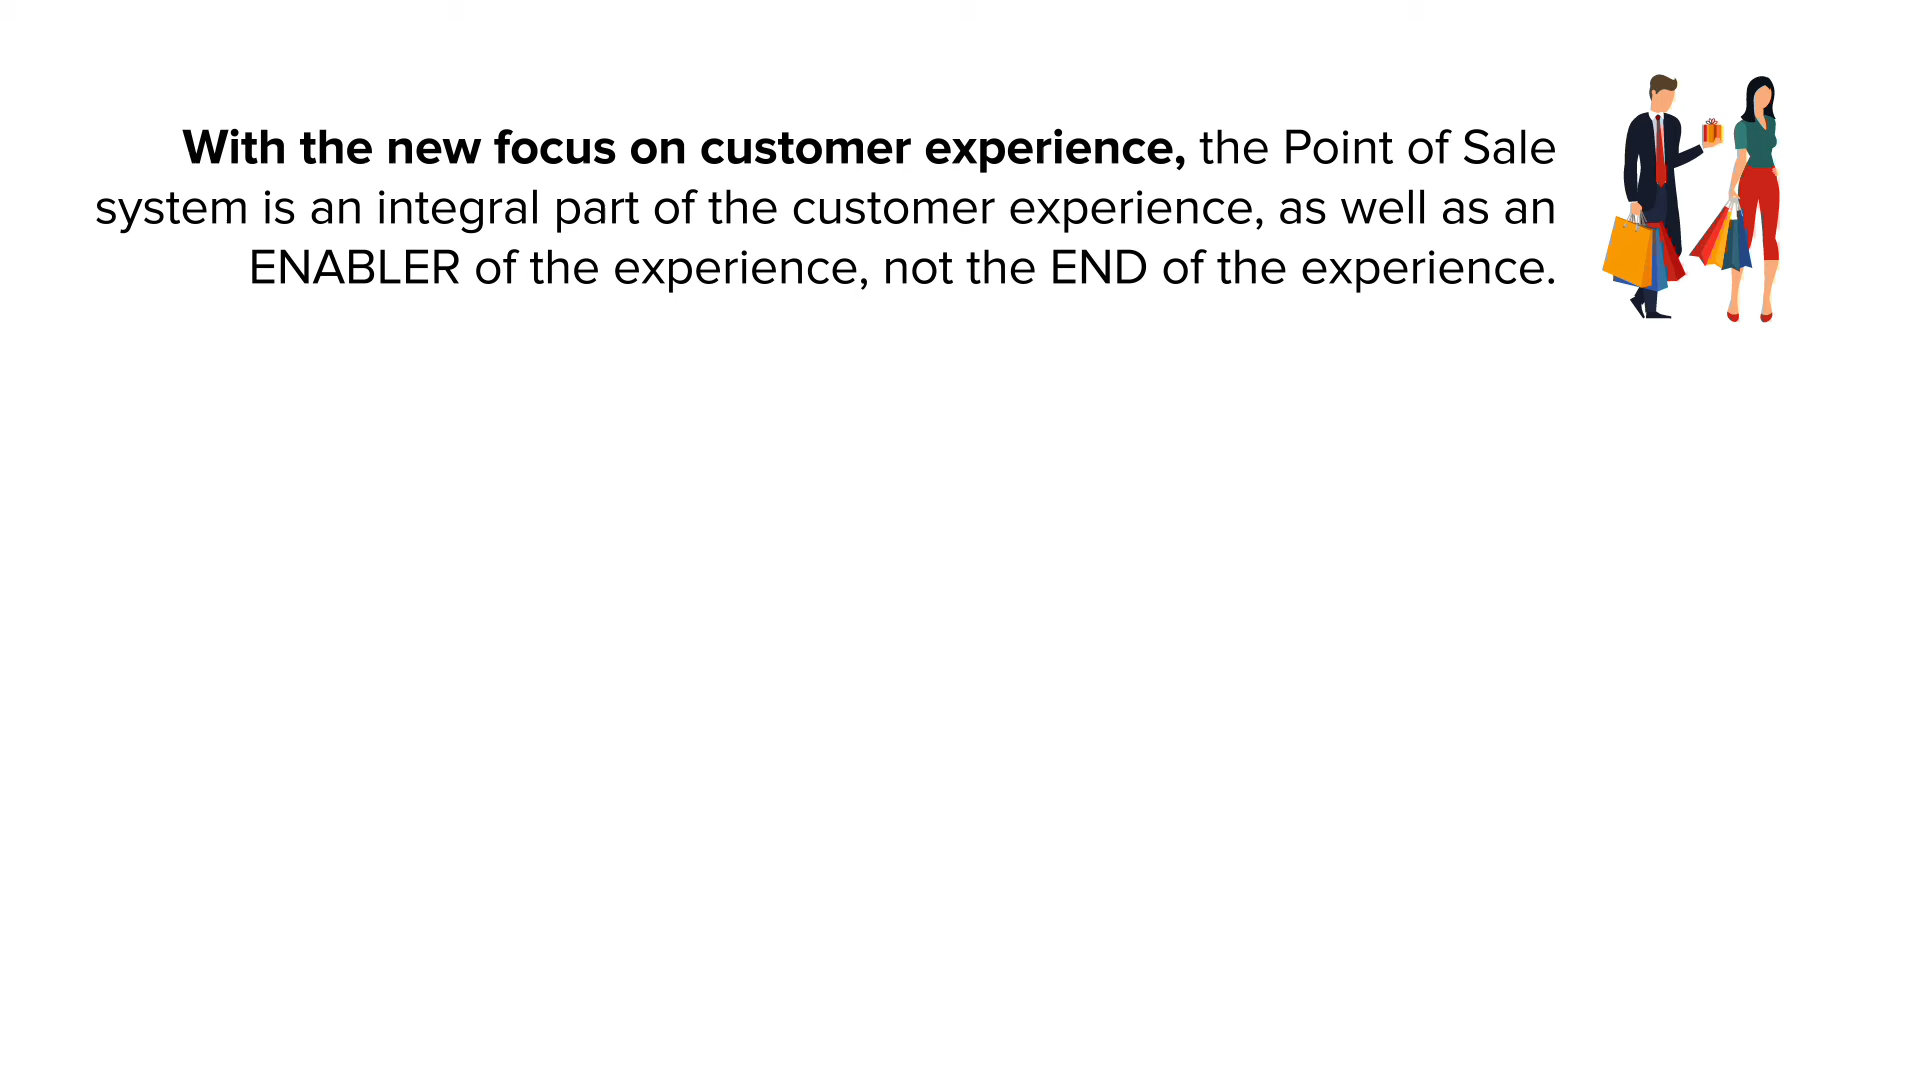 With the new focus on customer experience, the Point of Sale
system is an integral part of the customer experience, as well as an
ENABLER of the experience, not the END of the experience.